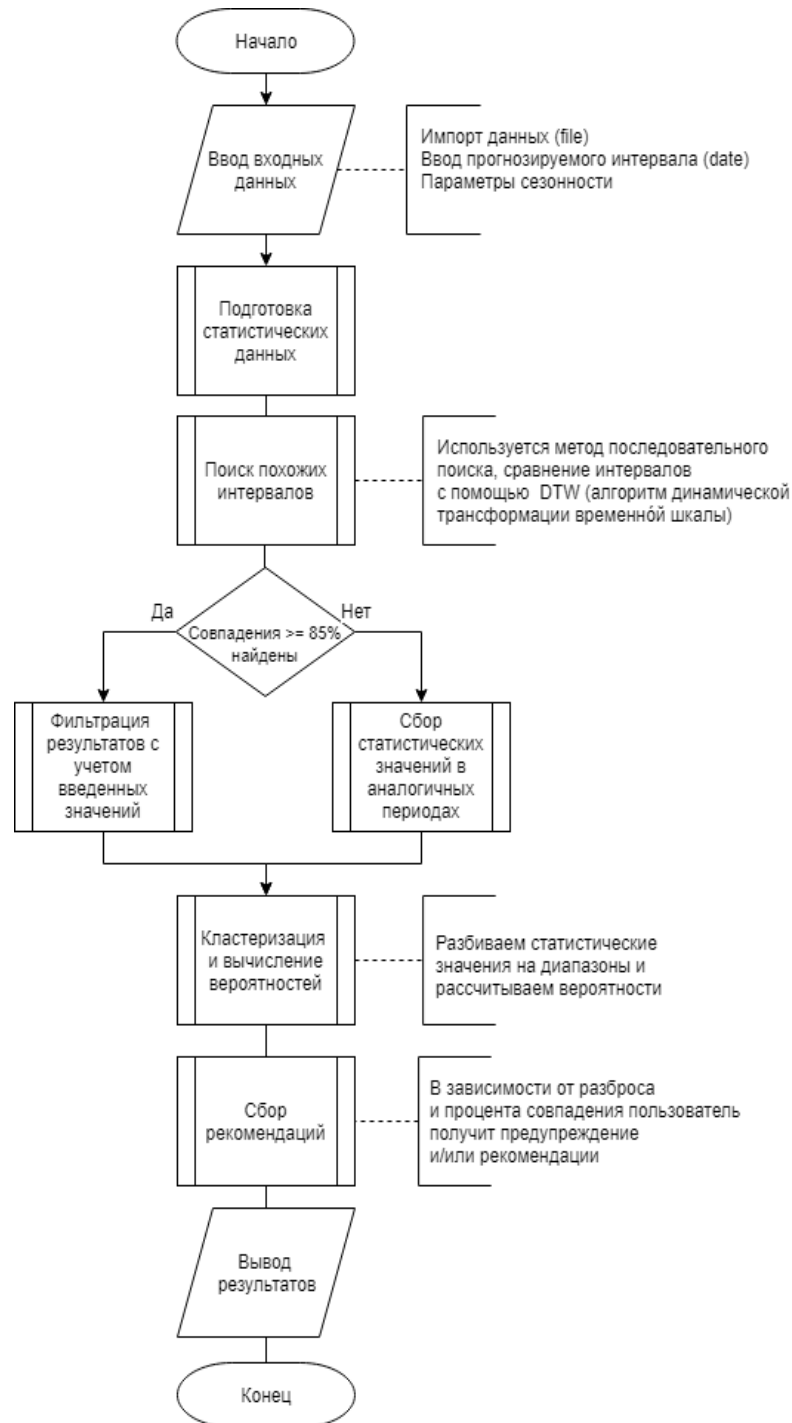 Начало
Ввод входных
данных
Импорт данных (file)
Ввод прогнозируемого интервала (date)
Параметры сезонности
Подготовка
статистических
данных
Поиск похожих
интервалов
Используется метод последовательного
поиска, сравнение интервалов
с помощью DTW (алгоритм динамической
трансформации временнóй шкалы)
Да
Нет
Совпадения >= 85%
найдены
Фильтрация
результатов с
учетом
введенных
значений
Сбор
статистических
значений в
аналогичных
периодах
Кластеризация
и вычисление
вероятностей
Разбиваем статистические
значения на диапазоны и
рассчитываем вероятности
Сбор
рекомендаций
В зависимости от разброса
и процента совпадения пользователь
получит предупреждение
и/или рекомендации
Вывод
результатов
Конец